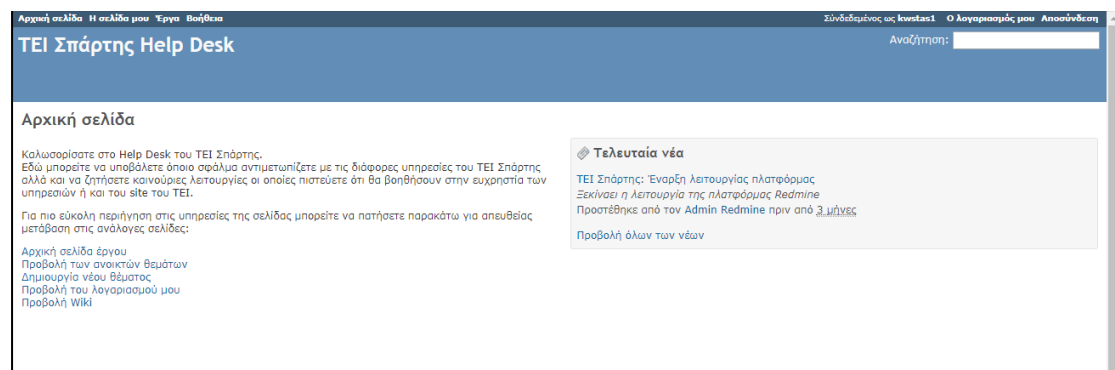 Αρχική σελίδα Η σελίδα μου Έργα Βοήθεια
Σύνδεδεμένος ως kwstas1 Ο λογαριασμός μου Αποσύνδεση
ΤΕΙ Σπάρτης Help Desk
Αναζήτηση:
Αρχική σελίδα
Καλωσορίσατε στο Help Desk του ΤΕΙ Σπάρτης.
Εδώ μπορείτε να υποβάλετε όποιο σφάλμα αντιμετωπίζετε με τις διάφορες υπηρεσίες του ΤΕΙ Σπάρτης
αλλά και να ζητήσετε καινούριες λειτουργίες οι οποίες πιστεύετε ότι θα βοηθήσουν στην ευχρηστία των
υπηρεσιών ή και του site του ΤΕΙ.
Για πιο εύκολη περιήγηση στις υπηρεσίες της σελίδας μπορείτε να πατήσετε παρακάτω για απευθείας
μετάβαση στις ανάλογες σελίδες:
Αρχική σελίδα έργου
Προβολή των ανοικτών θεμάτων
Δημιουργία νέου θέματος
Προβολή του λογαριασμού μου
Προβολή Wiki
Τελευταία νέα
ΤΕΙ Σπάρτης: Έναρξη λειτουργίας πλατφόρμας
Ξεκίναει η λειτουργία της πλατφόρμας Redmine
Προστέθηκε από τον Admin Redmine πριν από 3 μήνες
Προβολή όλων των νέων